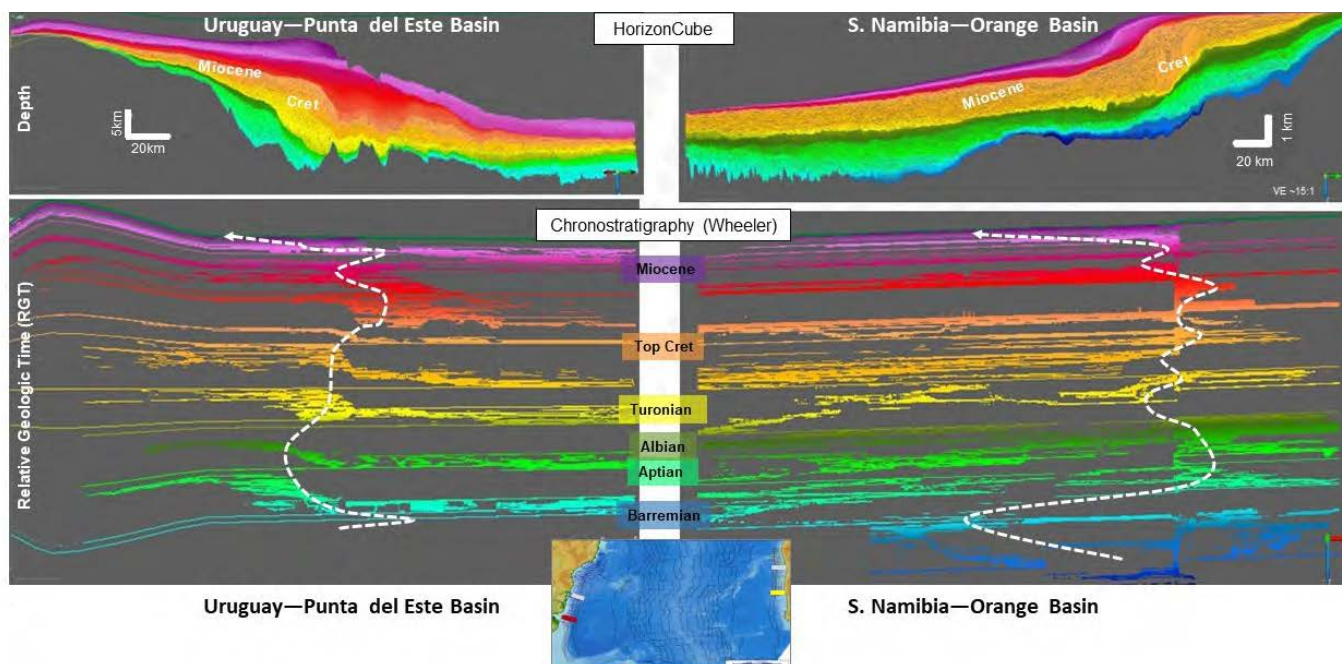 Uruguay—Punta del Este Basin
HorizonCube
S. Namibia—Orange Basin
Depth
Miocene
Cret
5km
20km
Miocene
Cret
1 km
20 km
VE ~15:1
Chronostratigraphy (Wheeler)
Relative Geologic Time (RGT)
Miocene
Top Cret
Turonian
Albian
Aptian
Barremian
Uruguay—Punta del Este Basin
S. Namibia—Orange Basin